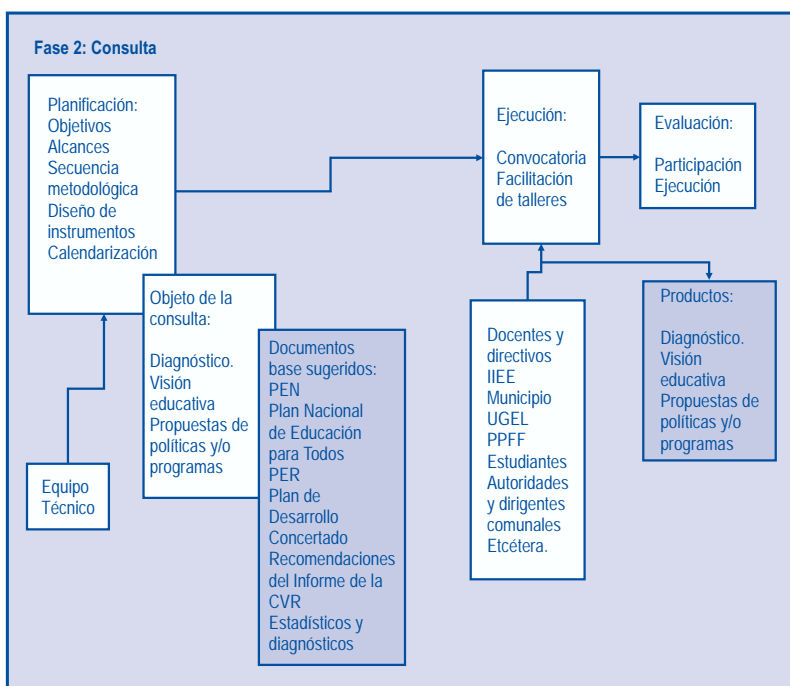 Fase 2: Consulta
Planificación:
Objetivos
Alcances
Secuencia
metodológica
Diseño de
instrumentos
Calendarización
Equipo
Técnico
Objeto de la
consulta:
Diagnóstico.
Visión
educativa
Propuestas de
políticas y/o
programas
Documentos
base sugeridos:
PEN
Plan Nacional
de Educación
para Todos
PER
Plan de
Desarrollo
Concertado
Recomendaciones
del Informe de la
CVR
Estadísticos y
diagnósticos
Ejecución:
Convocatoria
Facilitación
de talleres
Evaluación:
Participación
Ejecución
Docentes y
directivos
IIEE
Municipio
UGEL
PPFF
Estudiantes
Autoridades
y dirigentes
comunales
Etcétera.
Productos:
Diagnóstico.
Visión
educativa
Propuestas de
políticas y/o
programas